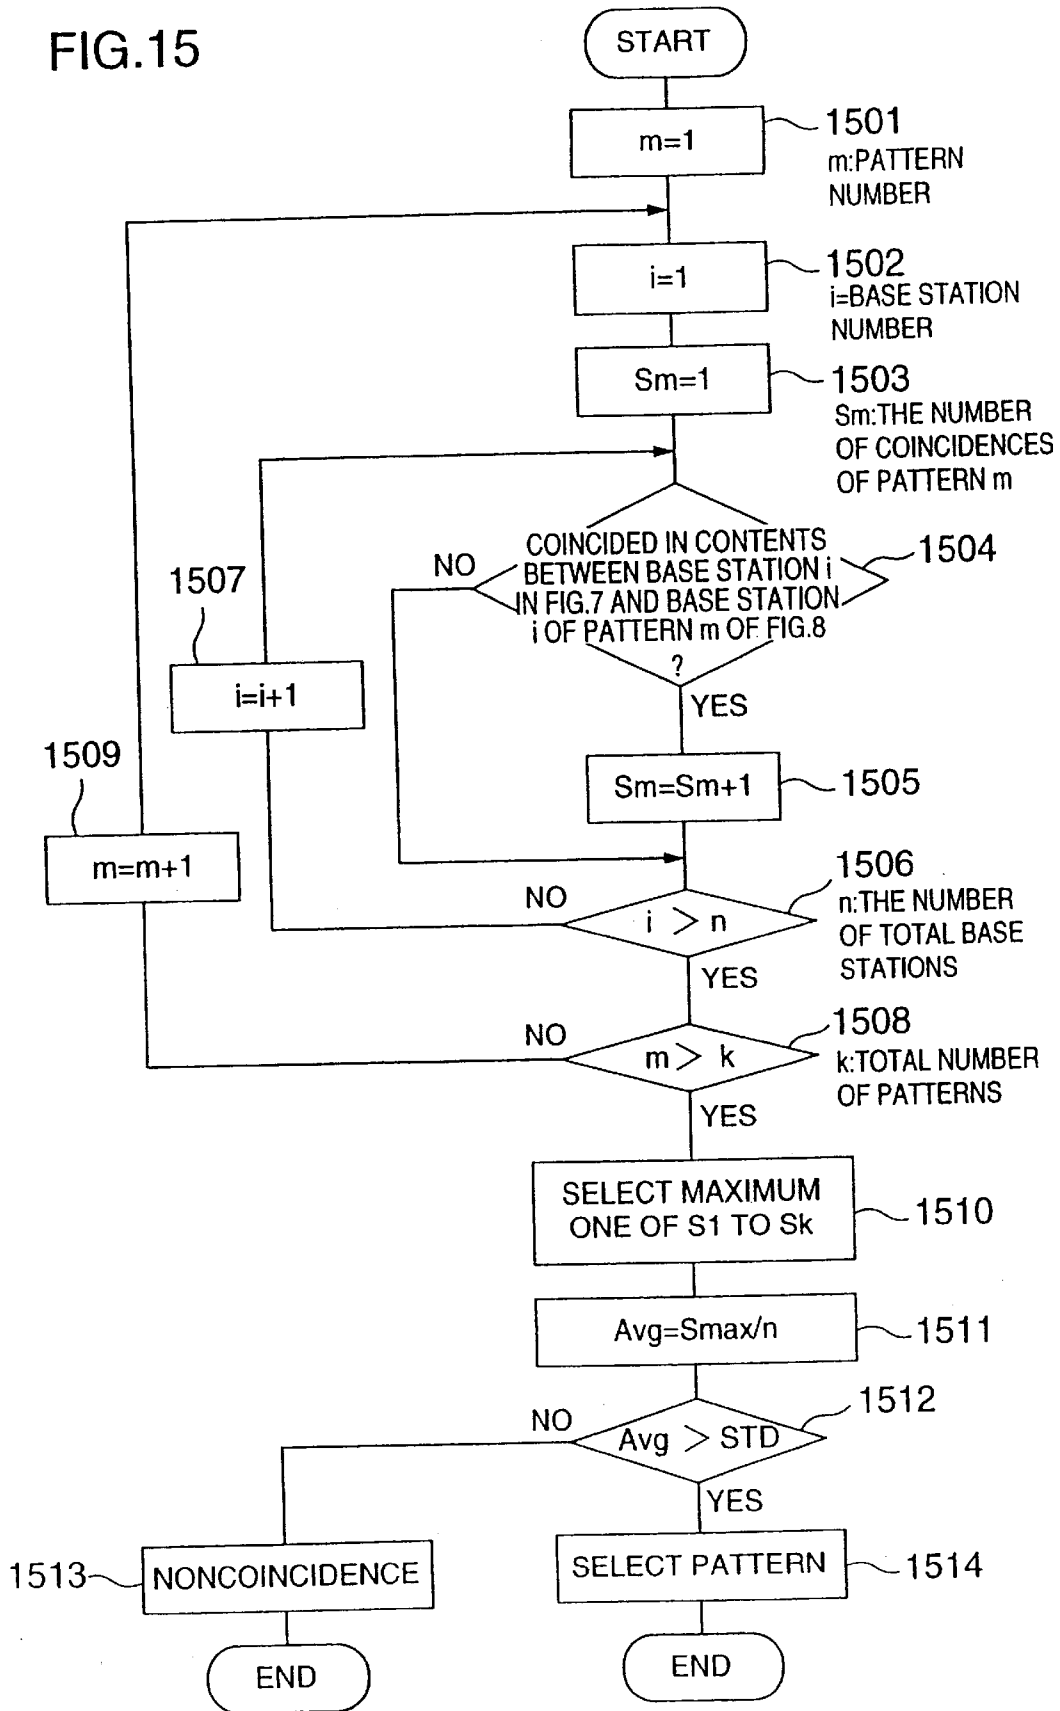 FIG.15
START
m=1
1501
m:PATTERN
NUMBER
i=1
1502
i=BASE STATION
NUMBER
Sm=1
1503
Sm:THE NUMBER
OF COINCIDENCES
OF PATTERN m
COINCIDED IN CONTENTS
BETWEEN BASE STATION i
IN FIG.7 AND BASE STATION
i OF PATTERN m OF FIG.8
?
1504
NO
YES
1507
i=i+1
Sm=Sm+1
1505
1509
m=m+1
i > n
1506
n:THE NUMBER
OF TOTAL BASE
STATIONS
NO
YES
m > k
1508
k:TOTAL NUMBER
OF PATTERNS
NO
YES
SELECT MAXIMUM
ONE OF S1 TO Sk
1510
Avg=Smax/n
1511
Avg > STD
1512
NO
YES
1513
NONCOINCIDENCE
SELECT PATTERN
1514
END
END